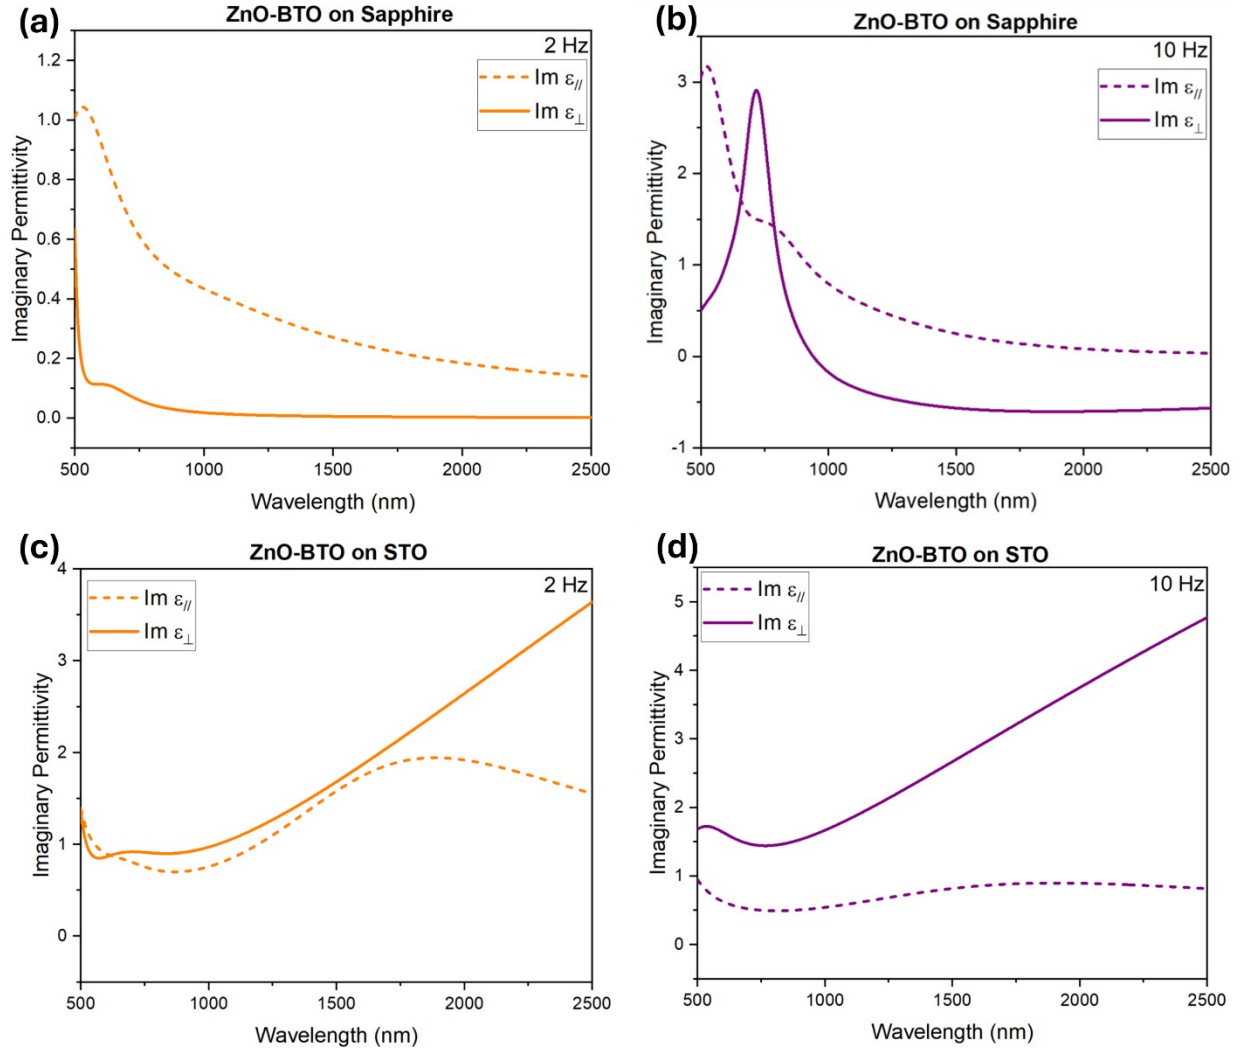 (a)
ZnO-BTO on Sapphire
2 Hz
Im ε//
Im ε⊥
1.2
1.0
0.8
0.6
0.4
0.2
0.0
Imaginary Permittivity
500
1000
1500
2000
2500
Wavelength (nm)
(b)
ZnO-BTO on Sapphire
10 Hz
Im ε//
Im ε⊥
3
2
1
0
-1
Imaginary Permittivity
500
1000
1500
2000
2500
Wavelength (nm)
(c)
ZnO-BTO on STO
2 Hz
Im ε//
Im ε⊥
4
3
2
1
0
Imaginary Permittivity
500
1000
1500
2000
2500
Wavelength (nm)
(d)
ZnO-BTO on STO
10 Hz
Im ε//
Im ε⊥
5
4
3
2
1
0
Imaginary Permittivity
500
1000
1500
2000
2500
Wavelength (nm)